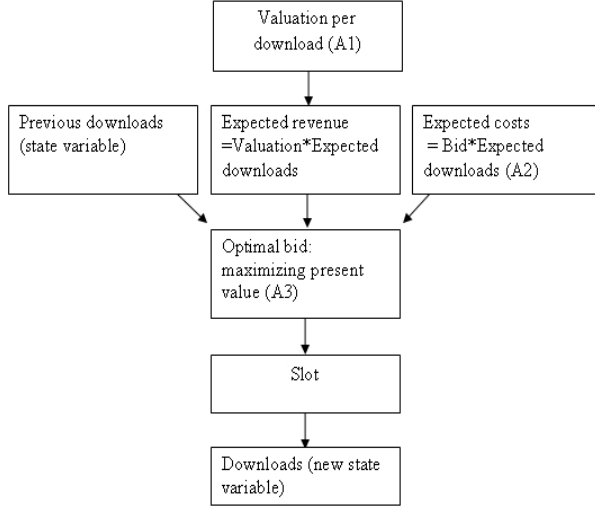 Valuation per
download (A1)
Previous downloads
(state variable)
Expected revenue
=Valuation*Expected
downloads
Expected costs
= Bid*Expected
downloads (A2)
Optimal bid:
maximizing present
value (A3)
Slot
Downloads (new state
variable)